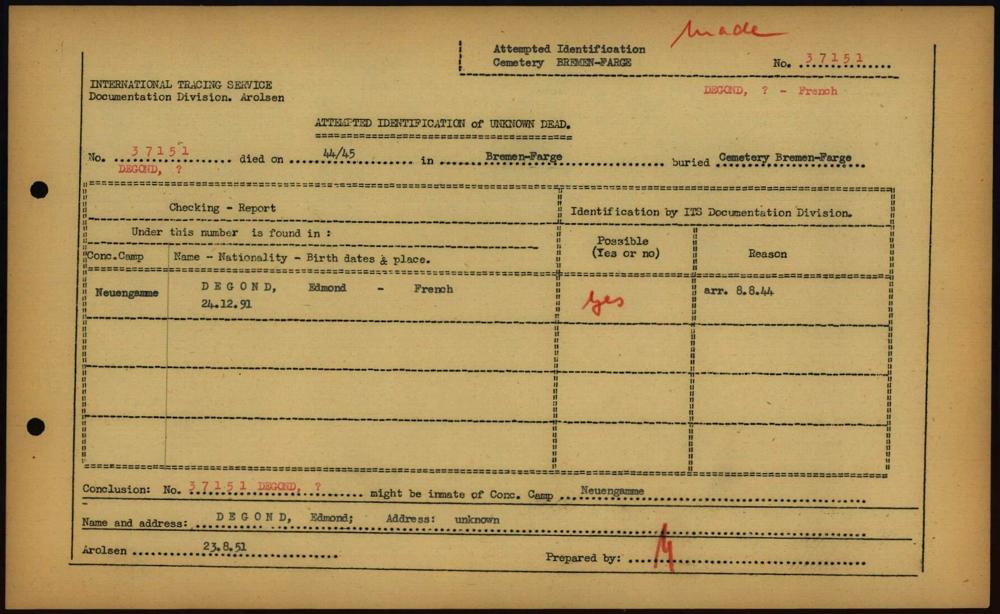 made
Attempted Identification
Cemetery BREMEN-FARGE No. 37151
DEGOND, ? - French
INTERNATIONAL TRACING SERVICE
Documentation Division. Arolsen
ATTEMPTED IDENTIFICATION of UNKNOWN DEAD.
No. 37151 died on 44/45 in Bremen-Farge buried Cemetery Bremen-Farge
DEGOND, ?
Checking - Report
Identification by ITS Documentation Division.
Under this number is found in :
Possible
(Yes or no)
Reason
Conc.Camp Name - Nationality - Birth dates & place.
Neuengamme DEGOND, Edmond - French
24.12.91
yes
arr. 8.8.44
Conclusion: No. 37151 DEGOND, ? might be inmate of Conc. Camp Neuengamme
Name and address: DEGOND, Edmond; Address: unknown
Arolsen 23.8.51
Prepared by: